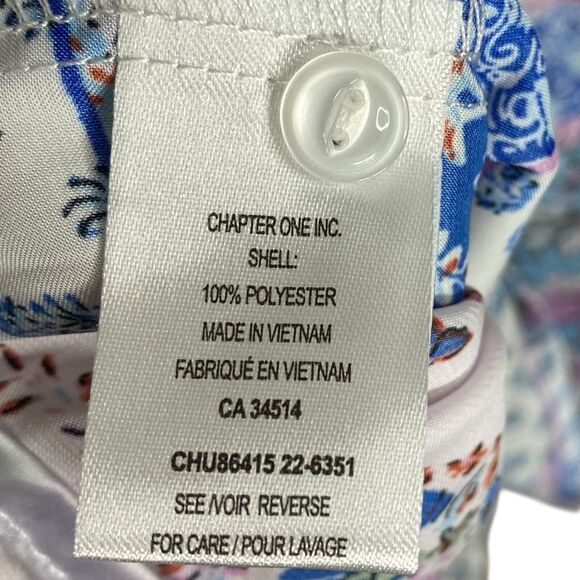 CHAPTER ONE INC.
SHELL:
100% POLYESTER
MADE IN VIETNAM
FABRIQUÉ EN VIETNAM
CA 34514
CHU86415 22-6351
SEE/VOIR REVERSE
FOR CARE / POUR LAVAGE